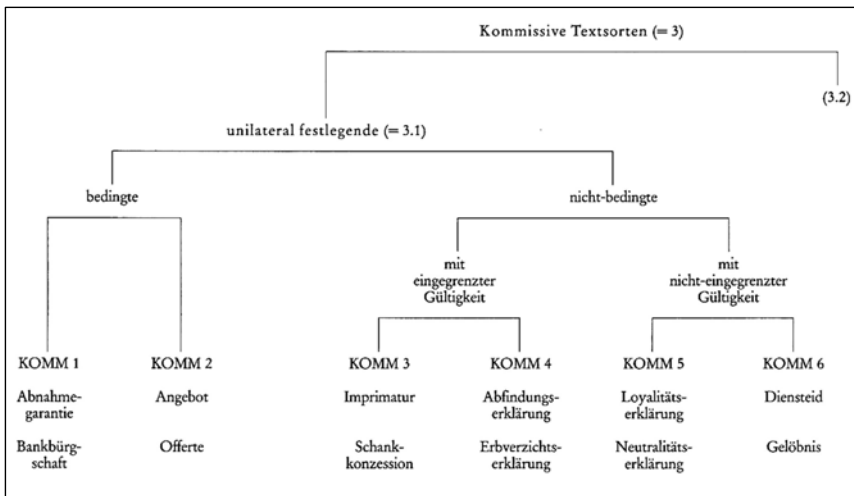 Kommissive Textsorten (= 3)
(3.2)
unilateral festlegende (= 3.1)
bedingte
nicht-bedingte
mit
eingegrenzter
Gültigkeit
mit
nicht-eingegrenzter
Gültigkeit
KOMM 1
KOMM 2
KOMM 3
KOMM 4
KOMM 5
KOMM 6
Abnahme-
garantie
Angebot
Imprimatur
Abfindungs-
erklärung
Loyalitäts-
erklärung
Diensteid
Bankbürg-
schaft
Offerte
Schank-
konzession
Erbverzichts-
erklärung
Neutralitäts-
erklärung
Gelöbnis